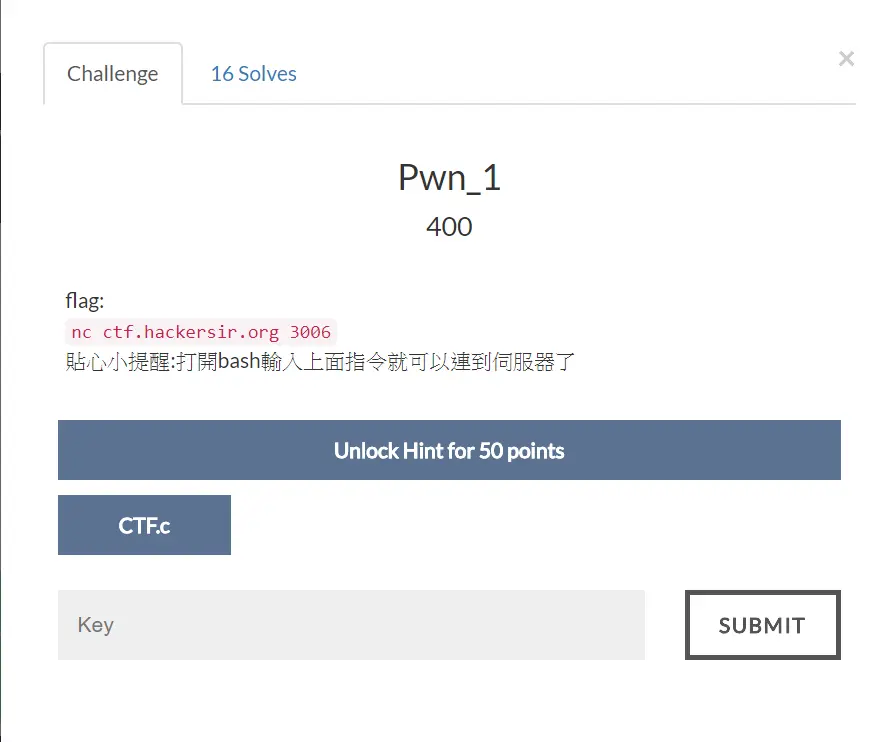 Challenge
16 Solves
×
Pwn_1
400
flag:
nc ctf.hackersir.org 3006
貼心小提醒:打開bash輸入上面指令就可以連到伺服器了
Unlock Hint for 50 points
CTF.c
Key
SUBMIT